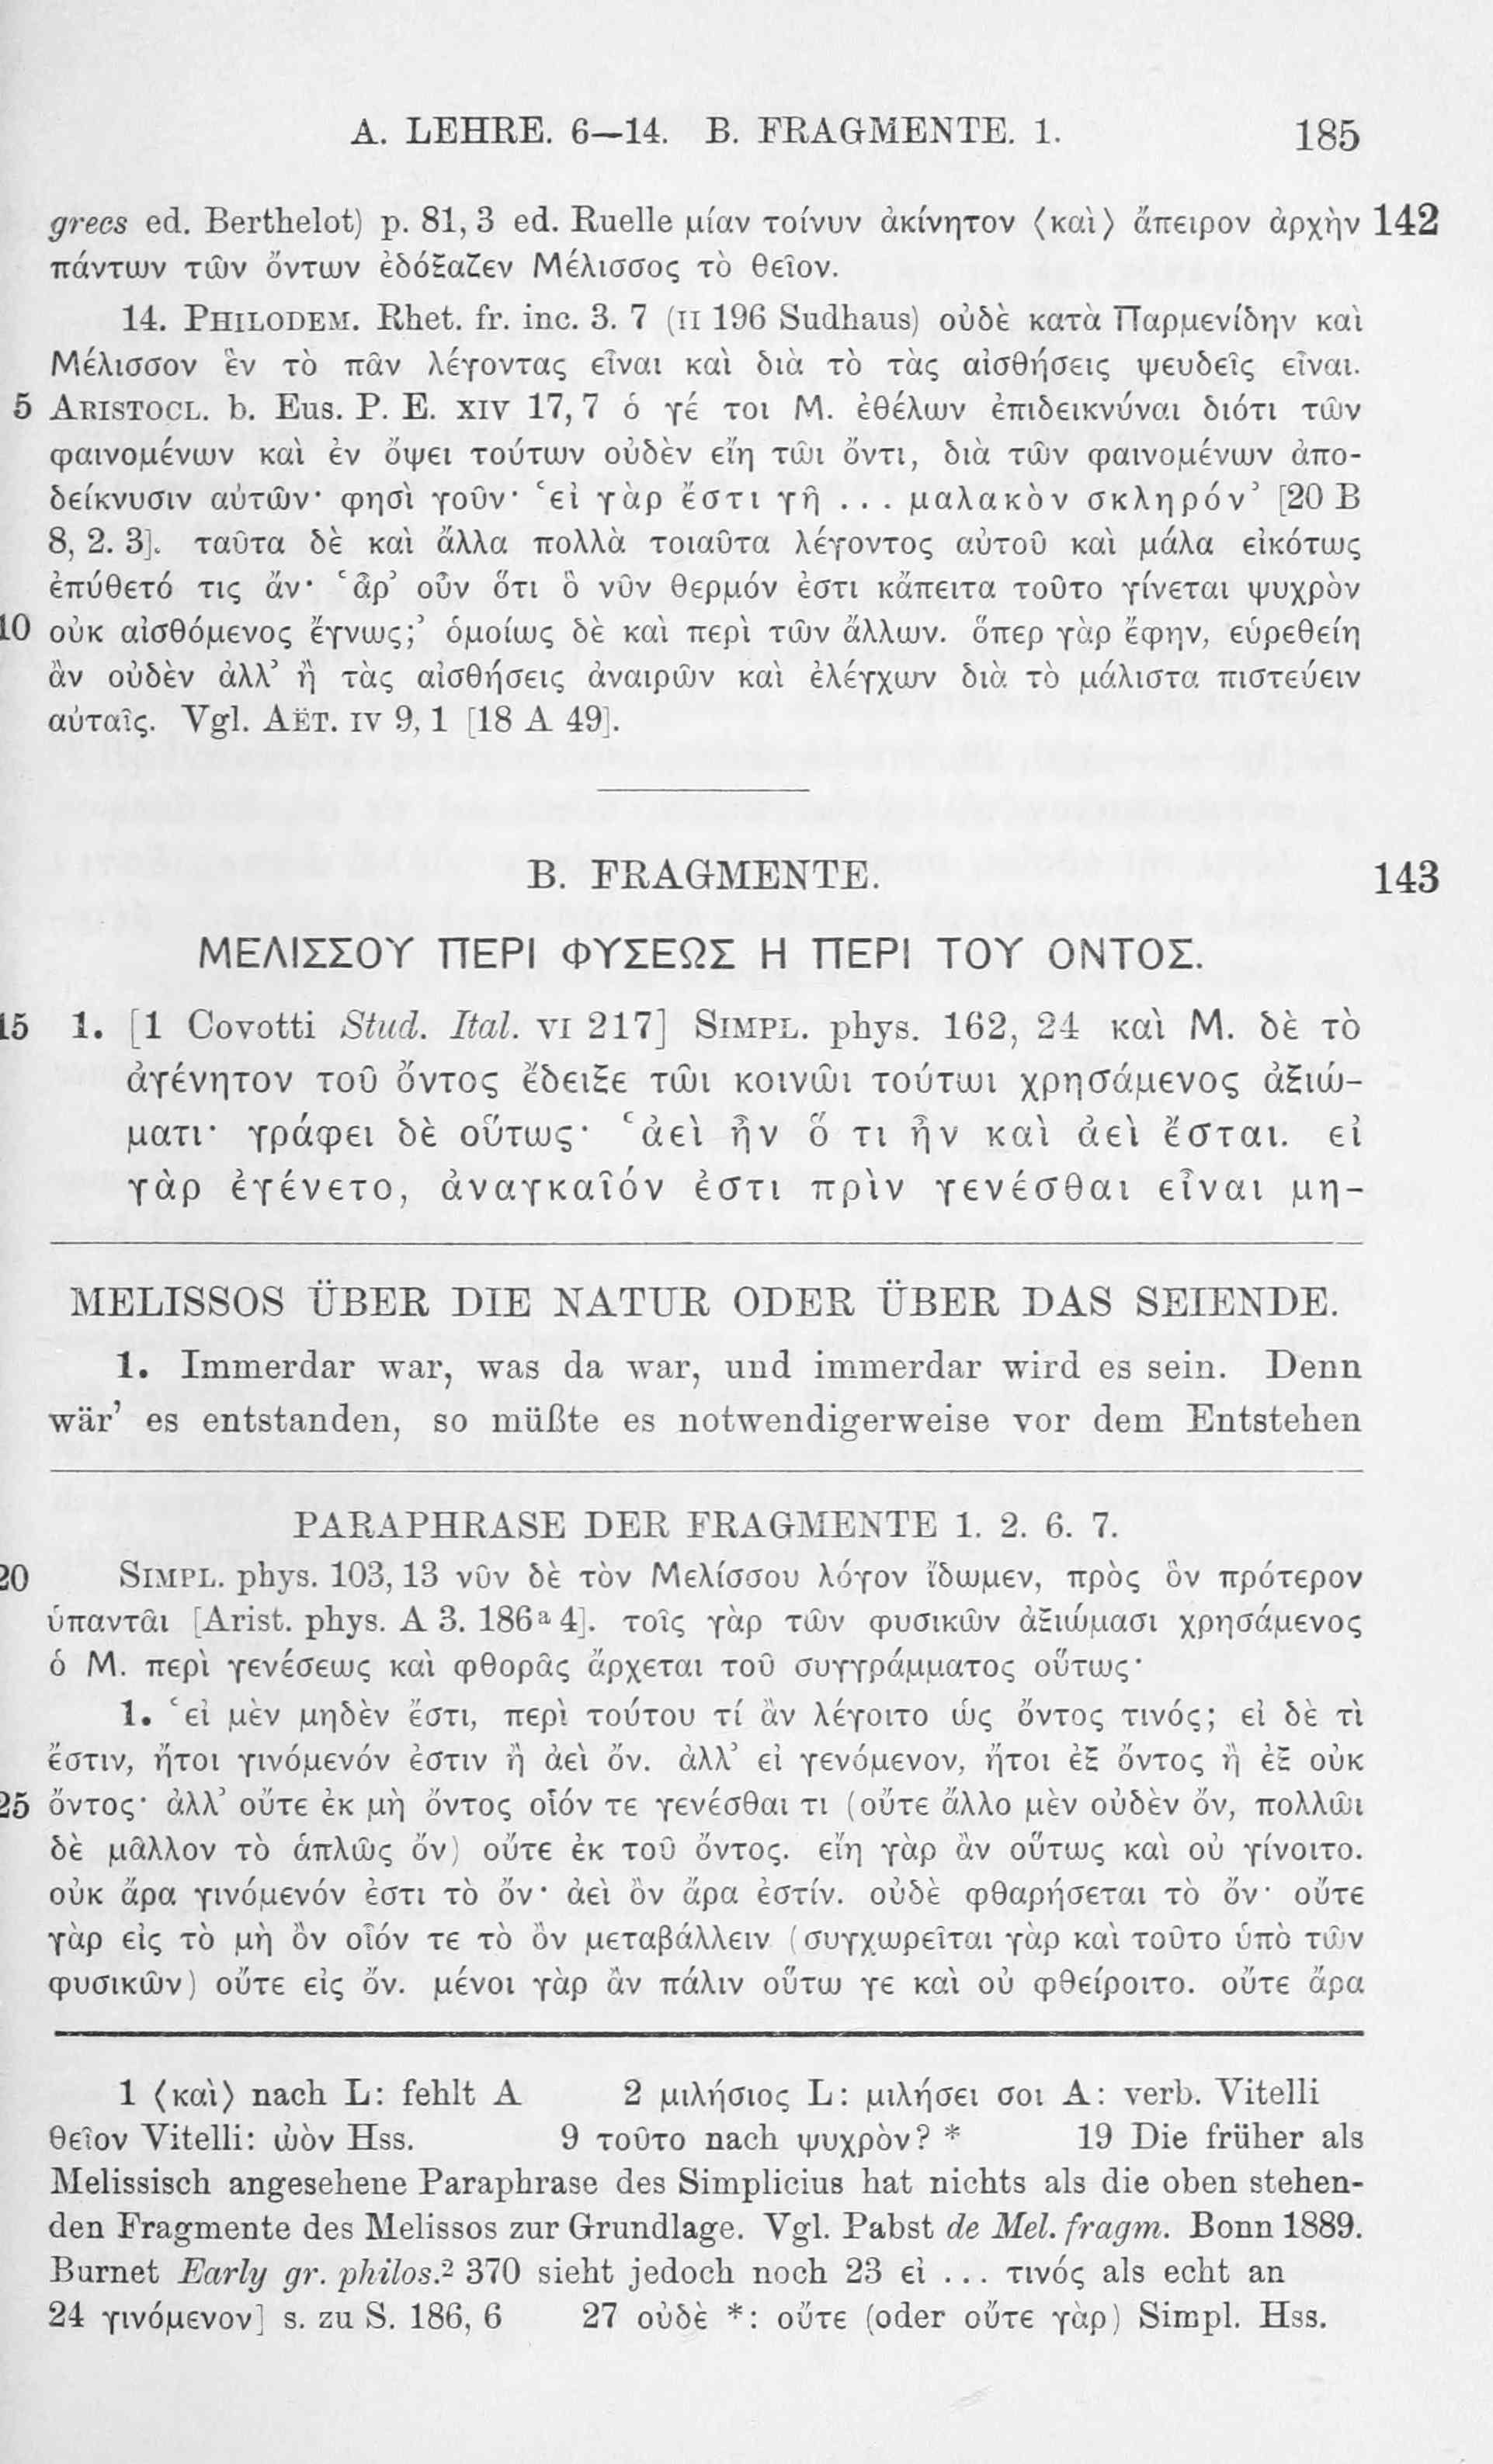 A. LEHRE. 6—14. B. FRAGMENTE. 1. 185
grecs ed. Berthelot) p. 81, 3 ed. Ruelle μίαν τοίνυν ἀκίνητον ⟨καὶ⟩ ἄπειρον ἀρχὴν 142
πάντων τῶν ὄντων ἐδόξαζεν Μέλισσος τὸ θεῖον.
14. PHILODEM. Rhet. fr. inc. 3. 7 (II 196 Sudhaus) οὐδὲ κατὰ Παρμενίδην καὶ
Μέλισσον ἓν τὸ πᾶν λέγοντας εἶναι καὶ διὰ τὸ τὰς αἰσθήσεις ψευδεῖς εἶναι.
5 ARISTOCL. b. Eus. P. E. XIV 17, 7 ὅ γέ τοι Μ. ἐθέλων ἐπιδεικνύναι διότι τῶν
φαινομένων καὶ ἐν ὄψει τούτων οὐδὲν εἴη τῶι ὄντι, διὰ τῶν φαινομένων ἀπο-
δείκνυσιν αὐτῶν· φησὶ γοῦν· ‘εἰ γὰρ ἔστι γῆ ... μαλακὸν σκληρόν’ [20 B
8, 2. 3]. ταῦτα δὲ καὶ ἄλλα πολλὰ τοιαῦτα λέγοντος αὐτοῦ καὶ μάλα εἰκότως
ἐπύθετό τις ἄν· ‘ἆρ’ οὖν ὅτι ὃ νῦν θερμόν ἐστι κἄπειτα τοῦτο γίνεται ψυχρὸν
10 οὐκ αἰσθόμενος ἔγνως;’ ὁμοίως δὲ καὶ περὶ τῶν ἄλλων. ὅπερ γὰρ ἔφην, εὑρεθείη
ἂν οὐδὲν ἀλλ’ ἢ τὰς αἰσθήσεις ἀναιρῶν καὶ ἐλέγχων διὰ τὸ μάλιστα πιστεύειν
αὐταῖς. Vgl. AËT. IV 9, 1 [18 A 49].
B. FRAGMENTE. 143
ΜΕΛΙΣΣΟΥ ΠΕΡΙ ΦΥΣΕΩΣ Η ΠΕΡΙ ΤΟΥ ΟΝΤΟΣ.
15 1. [1 Covotti Stud. Ital. VI 217] SIMPL. phys. 162, 24 καὶ Μ. δὲ τὸ
ἀγένητον τοῦ ὄντος ἔδειξε τῶι κοινῶι τούτωι χρησάμενος ἀξιώ-
ματι· γράφει δὲ οὕτως· ‘ἀεὶ ἦν ὅ τι ἦν καὶ ἀεὶ ἔσται. εἰ
γὰρ ἐγένετο, ἀναγκαῖόν ἐστι πρὶν γενέσθαι εἶναι μη-
MELISSOS ÜBER DIE NATUR ODER ÜBER DAS SEIENDE.
1. Immerdar war, was da war, und immerdar wird es sein. Denn
wär’ es entstanden, so müßte es notwendigerweise vor dem Entstehen
PARAPHRASE DER FRAGMENTE 1. 2. 6. 7.
20 SIMPL. phys. 103, 13 νῦν δὲ τὸν Μελίσσου λόγον ἴδωμεν, πρὸς ὃν πρότερον
ὑπαντᾶι [Arist. phys. A 3. 186ª 4]. τοῖς γὰρ τῶν φυσικῶν ἀξιώμασι χρησάμενος
ὁ Μ. περὶ γενέσεως καὶ φθορᾶς ἄρχεται τοῦ συγγράμματος οὕτως·
1. ‘εἰ μὲν μηδὲν ἔστι, περὶ τούτου τί ἂν λέγοιτο ὡς ὄντος τινός; εἰ δὲ τὶ
ἔστιν, ἤτοι γινόμενόν ἐστιν ἢ ἀεὶ ὄν. ἀλλ’ εἰ γενόμενον, ἤτοι ἐξ ὄντος ἢ ἐξ οὐκ
25 ὄντος· ἀλλ’ οὔτε ἐκ μὴ ὄντος οἷόν τε γενέσθαι τι (οὔτε ἄλλο μὲν οὐδὲν ὄν, πολλῶι
δὲ μᾶλλον τὸ ἁπλῶς ὄν) οὔτε ἐκ τοῦ ὄντος. εἴη γὰρ ἂν οὕτως καὶ οὐ γίνοιτο.
οὐκ ἄρα γινόμενόν ἐστι τὸ ὄν· ἀεὶ ὂν ἄρα ἐστίν. οὐδὲ φθαρήσεται τὸ ὄν· οὔτε
γὰρ εἰς τὸ μὴ ὂν οἷόν τε τὸ ὂν μεταβάλλειν (συγχωρεῖται γὰρ καὶ τοῦτο ὑπὸ τῶν
φυσικῶν) οὔτε εἰς ὄν. μένοι γὰρ ἂν πάλιν οὕτω γε καὶ οὐ φθείροιτο. οὔτε ἄρα
1 ⟨καὶ⟩ nach L: fehlt A 2 μιλήσιος L: μιλήσει σοι A: verb. Vitelli
θεῖον Vitelli: ὠὸν Hss. 9 τοῦτο nach ψυχρὸν? * 19 Die früher als
Melissisch angesehene Paraphrase des Simplicius hat nichts als die oben stehen-
den Fragmente des Melissos zur Grundlage. Vgl. Pabst de Mel. fragm. Bonn 1889.
Burnet Early gr. philos.² 370 sieht jedoch noch 23 εἰ ... τινός als echt an
24 γινόμενον] s. zu S. 186, 6 27 οὐδὲ *: οὔτε (oder οὔτε γὰρ) Simpl. Hss.